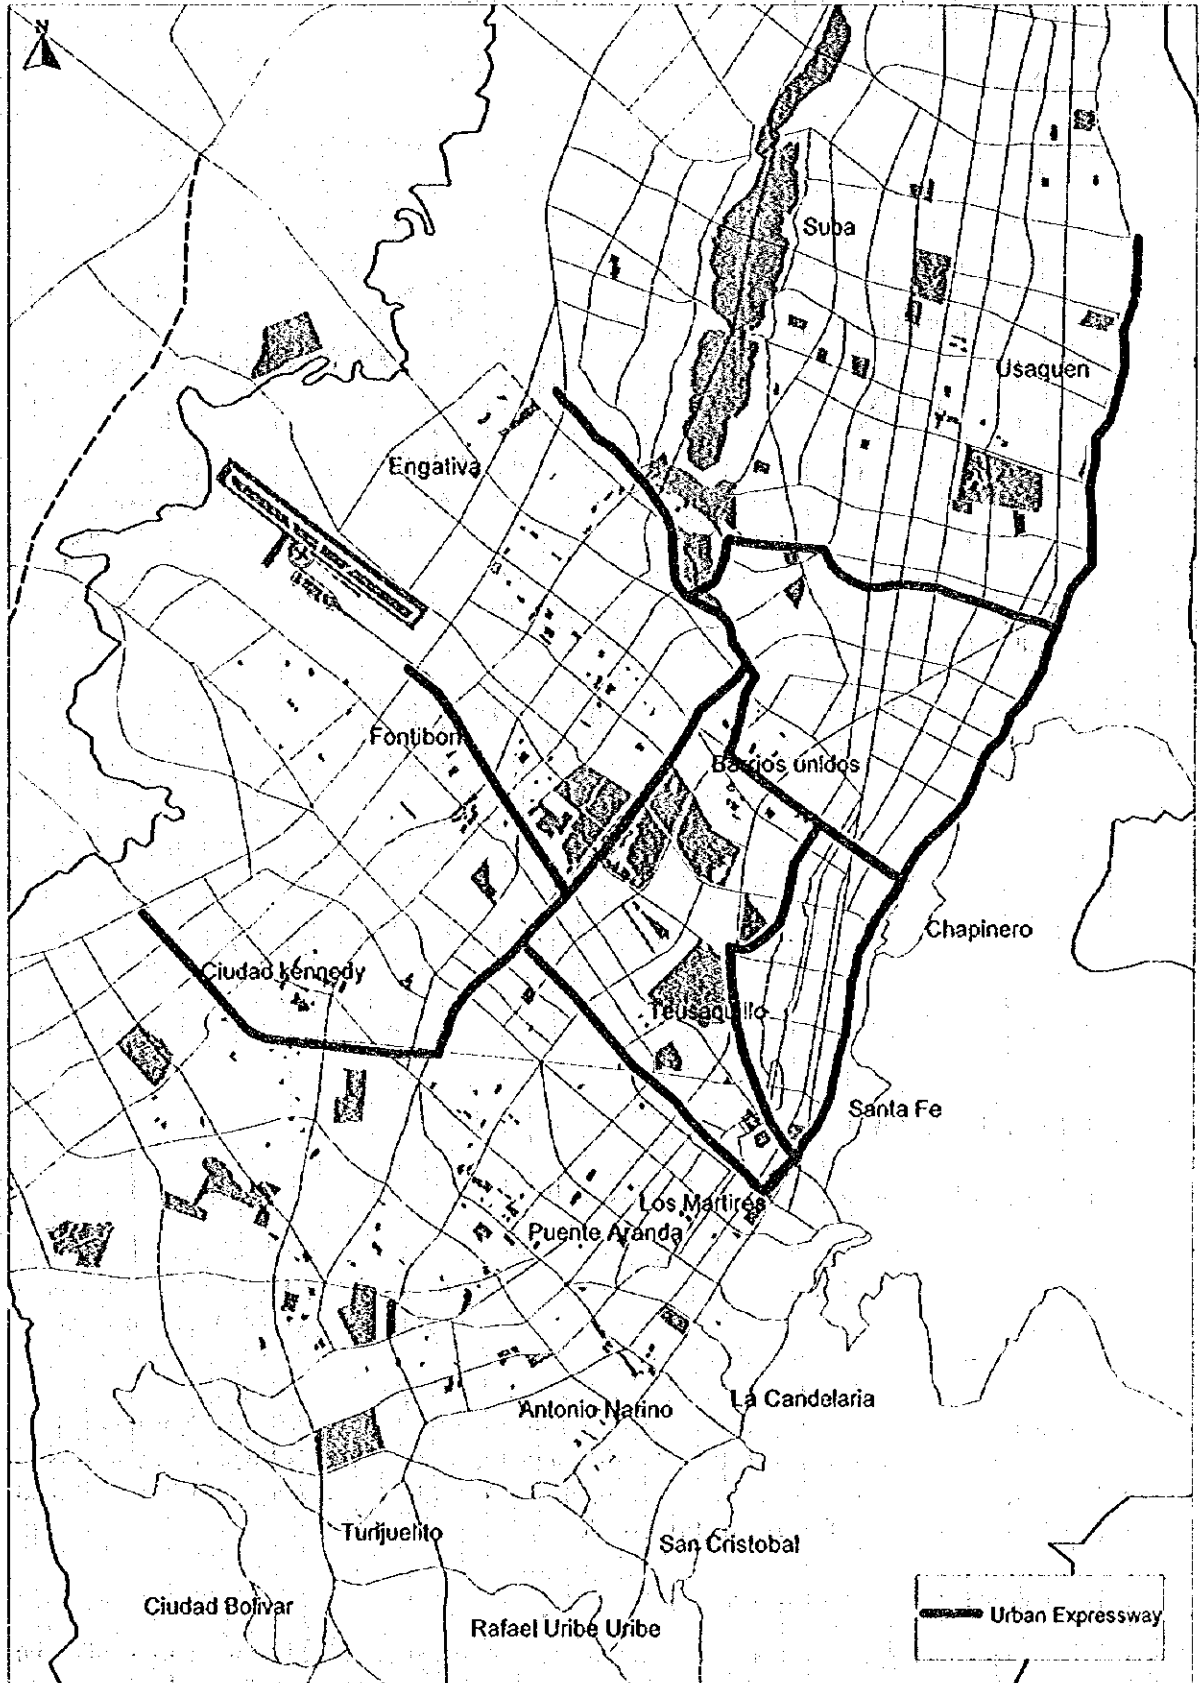 N
Suba
Usaquen
Engativa
Fontibon
Barrios unidos
Chapinero
Ciudad kennedy
Teusaquillo
Santa Fe
Los Martires
Puente Aranda
La Candelaria
Antonio Narino
Tunjuelito
San Cristobal
Ciudad Bolivar
Rafael Uribe Uribe
Urban Expressway